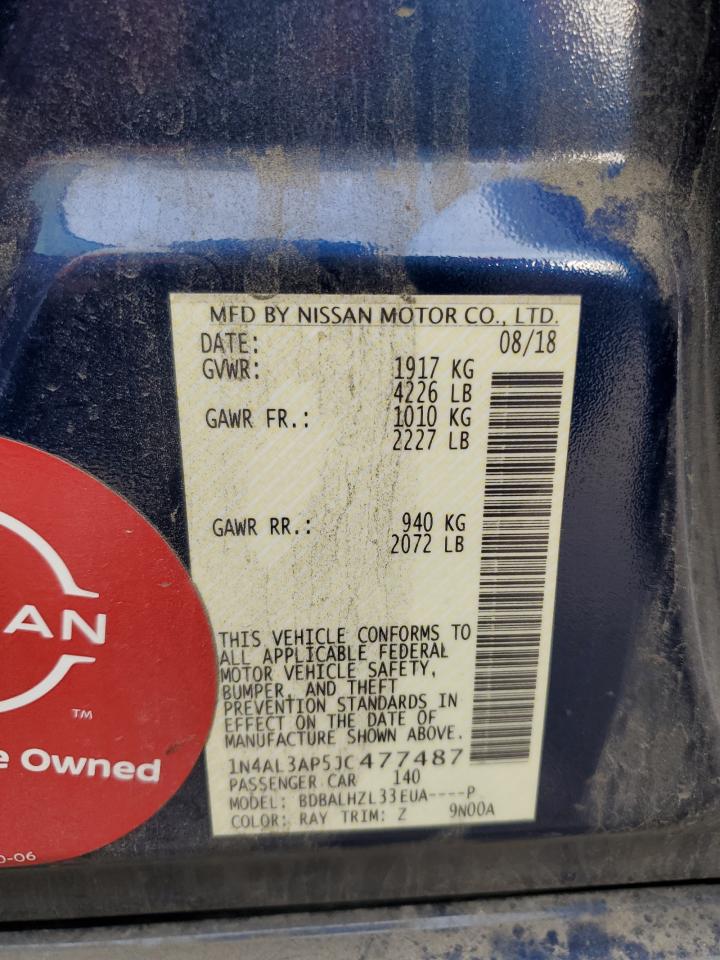 MFD BY NISSAN MOTOR CO., LTD.
DATE: 08/18
GVWR: 1917 KG
4226 LB
GAWR FR.: 1010 KG
2227 LB
GAWR RR.: 940 KG
2072 LB
THIS VEHICLE CONFORMS TO
ALL APPLICABLE FEDERAL
MOTOR VEHICLE SAFETY,
BUMPER, AND THEFT
PREVENTION STANDARDS IN
EFFECT ON THE DATE OF
MANUFACTURE SHOWN ABOVE.
1N4AL3AP5JC477487
PASSENGER CAR 140
MODEL: BDBALHZL33EUA----P
COLOR: RAY TRIM: Z 9N00A
AN
TM
e Owned
0-06